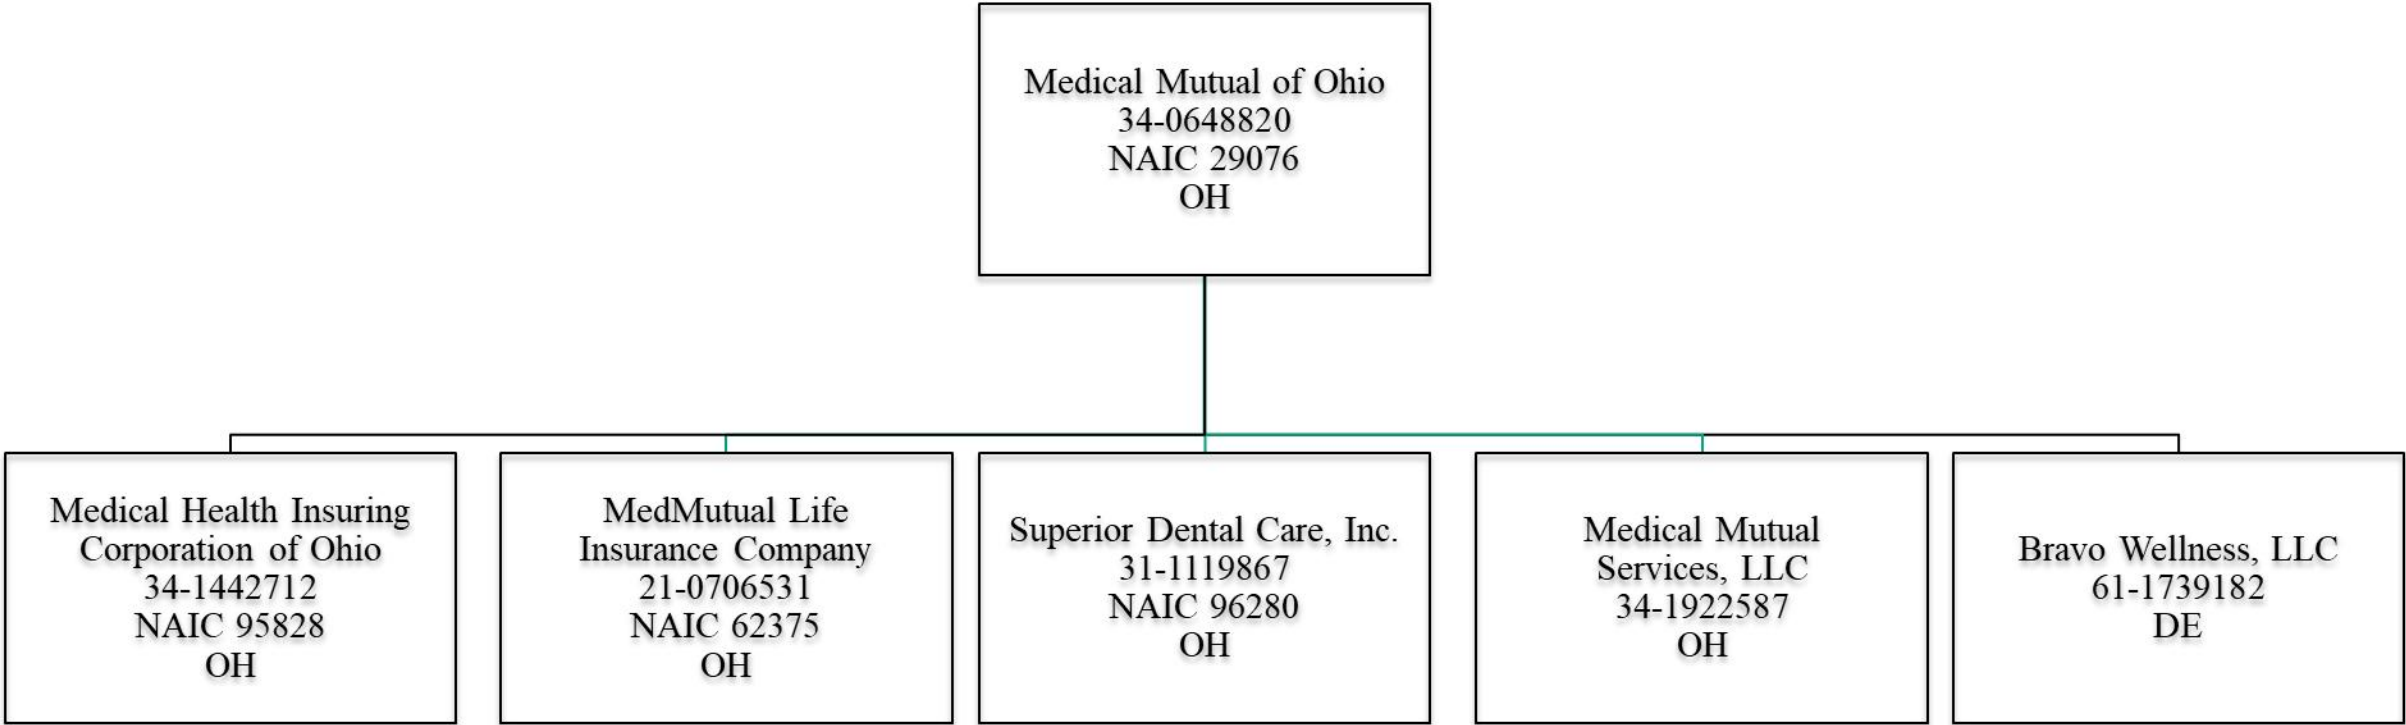 Medical Mutual of Ohio
34-0648820
NAIC 29076
OH
Medical Health Insuring
Corporation of Ohio
34-1442712
NAIC 95828
OH
MedMutual Life
Insurance Company
21-0706531
NAIC 62375
OH
Superior Dental Care, Inc.
31-1119867
NAIC 96280
OH
Medical Mutual
Services, LLC
34-1922587
OH
Bravo Wellness, LLC
61-1739182
DE